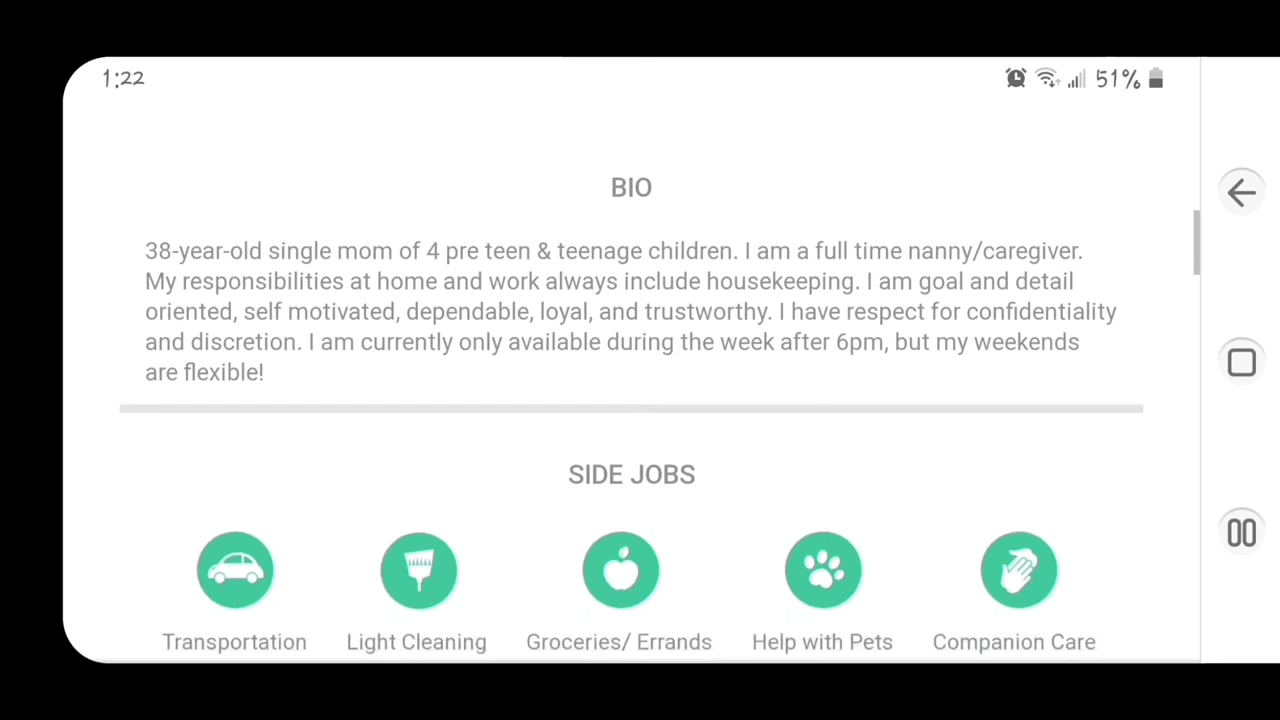 1:22
51%
BIO
38-year-old single mom of 4 pre teen & teenage children. I am a full time nanny/caregiver.
My responsibilities at home and work always include housekeeping. I am goal and detail
oriented, self motivated, dependable, loyal, and trustworthy. I have respect for confidentiality
and discretion. I am currently only available during the week after 6pm, but my weekends
are flexible!
SIDE JOBS
Transportation Light Cleaning Groceries/ Errands Help with Pets Companion Care